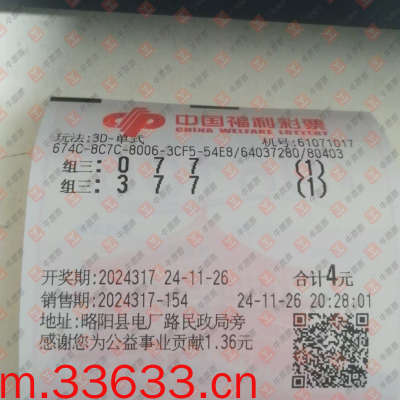 中国福利彩票
CHINA WELFARE LOTTERY
玩法:3D-单式 机号:61071017
674C-8C7C-8006-3CF5-54E8/64037280/80403
组三: 0 7 7 (1)
组三: 3 7 7 (1)
开奖期:2024317 24-11-26 合计4元
销售期:2024317-154 24-11-26 20:28:01
地址:略阳县电厂路民政局旁
感谢您为公益事业贡献1.36元
m.33633.cn